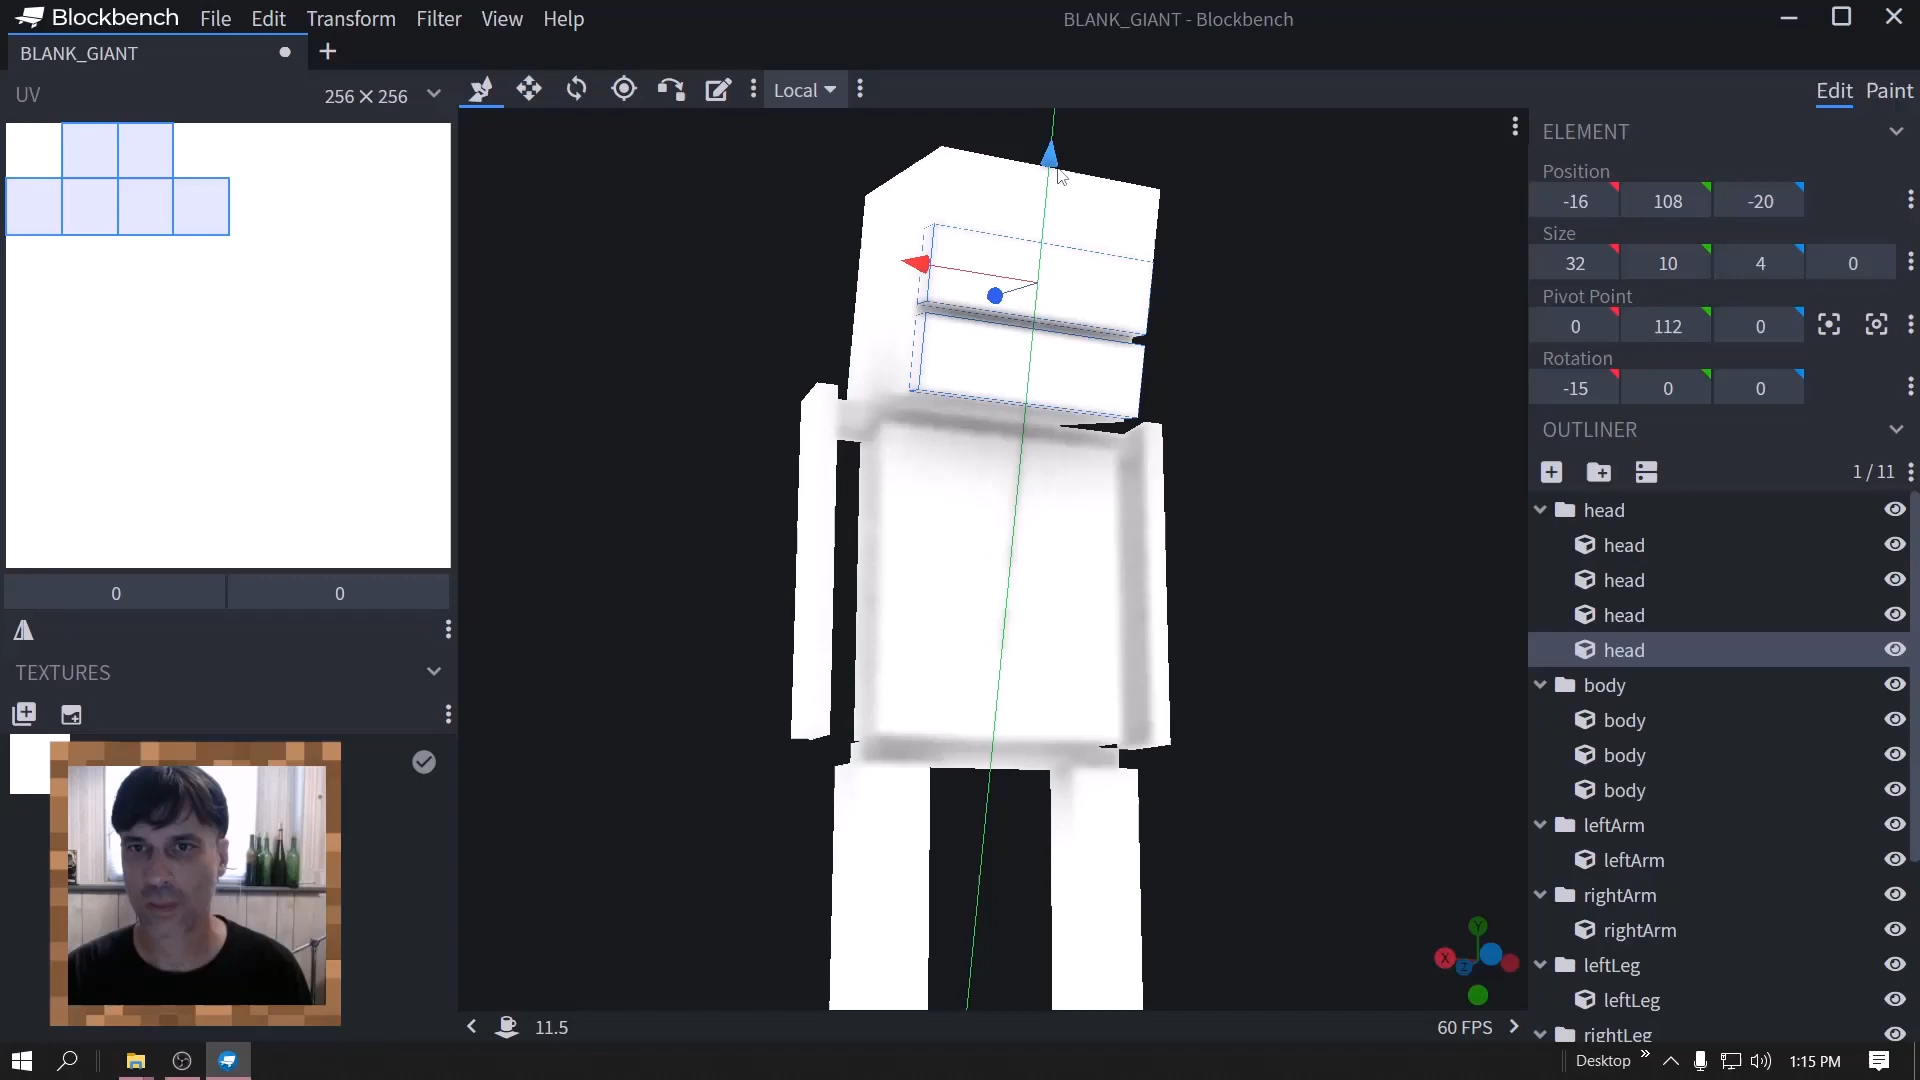 Blockbench File Edit Transform Filter View Help BLANK_GIANT - Blockbench
BLANK_GIANT
UV 256 × 256
Local
Edit Paint
ELEMENT
Position
-16 108 -20
Size
32 10 4 0
Pivot Point
0 112 0
Rotation
-15 0 0
OUTLINER
1 / 11
head
head
head
head
head
body
body
body
body
leftArm
leftArm
rightArm
rightArm
leftLeg
leftLeg
rightLeg
0 0
TEXTURES
Y
X
Z
11.5 60 FPS
Desktop 1:15 PM